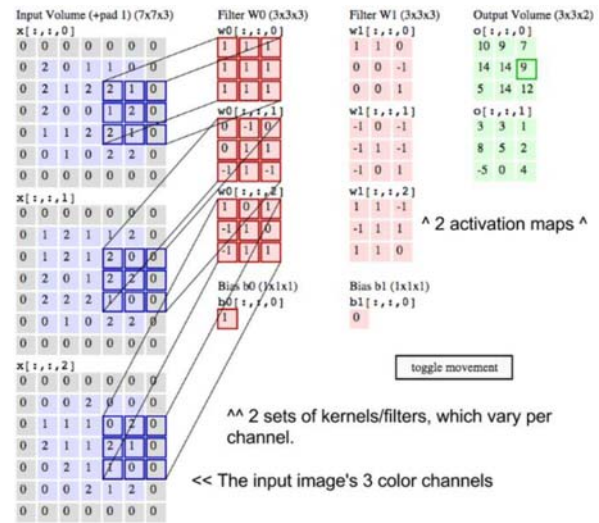 Input Volume (+pad 1) (7x7x3)
x[:,:,0]
0 0 0 0 0 0 0
0 2 0 1 1 0 0
0 2 1 2 2 1 0
0 2 0 0 1 2 0
0 1 1 2 2 1 0
0 0 1 0 2 2 0
0 0 0 0 0 0 0
x[:,:,1]
0 0 0 0 0 0 0
0 1 2 1 1 2 0
0 1 2 1 2 0 0
0 2 0 1 2 2 0
0 2 2 2 1 0 0
0 0 1 0 2 2 0
0 0 0 0 0 0 0
x[:,:,2]
0 0 0 0 0 0 0
0 0 0 2 0 0 0
0 1 1 1 0 2 0
0 2 1 1 2 1 0
0 0 2 1 1 0 0
0 0 0 2 1 2 0
0 0 0 0 0 0 0
Filter W0 (3x3x3)
w0[:,:,0]
1 1 1
1 1 1
1 1 1
w0[:,:,1]
0 -1 0
0 1 1
-1 1 -1
w0[:,:,2]
1 0 1
-1 1 0
-1 1 1
Bias b0 (1x1x1)
b0[:,:,0]
1
Filter W1 (3x3x3)
w1[:,:,0]
1 1 0
0 0 -1
0 0 1
w1[:,:,1]
-1 0 -1
-1 1 -1
-1 0 1
w1[:,:,2]
1 1 -1
-1 1 1
1 1 0
Bias b1 (1x1x1)
b1[:,:,0]
0
Output Volume (3x3x2)
o[:,:,0]
10 9 7
14 14 9
5 14 12
o[:,:,1]
3 3 1
8 5 2
-5 0 4
^ 2 activation maps ^
toggle movement
^^ 2 sets of kernels/filters, which vary per
channel.
<< The input image's 3 color channels